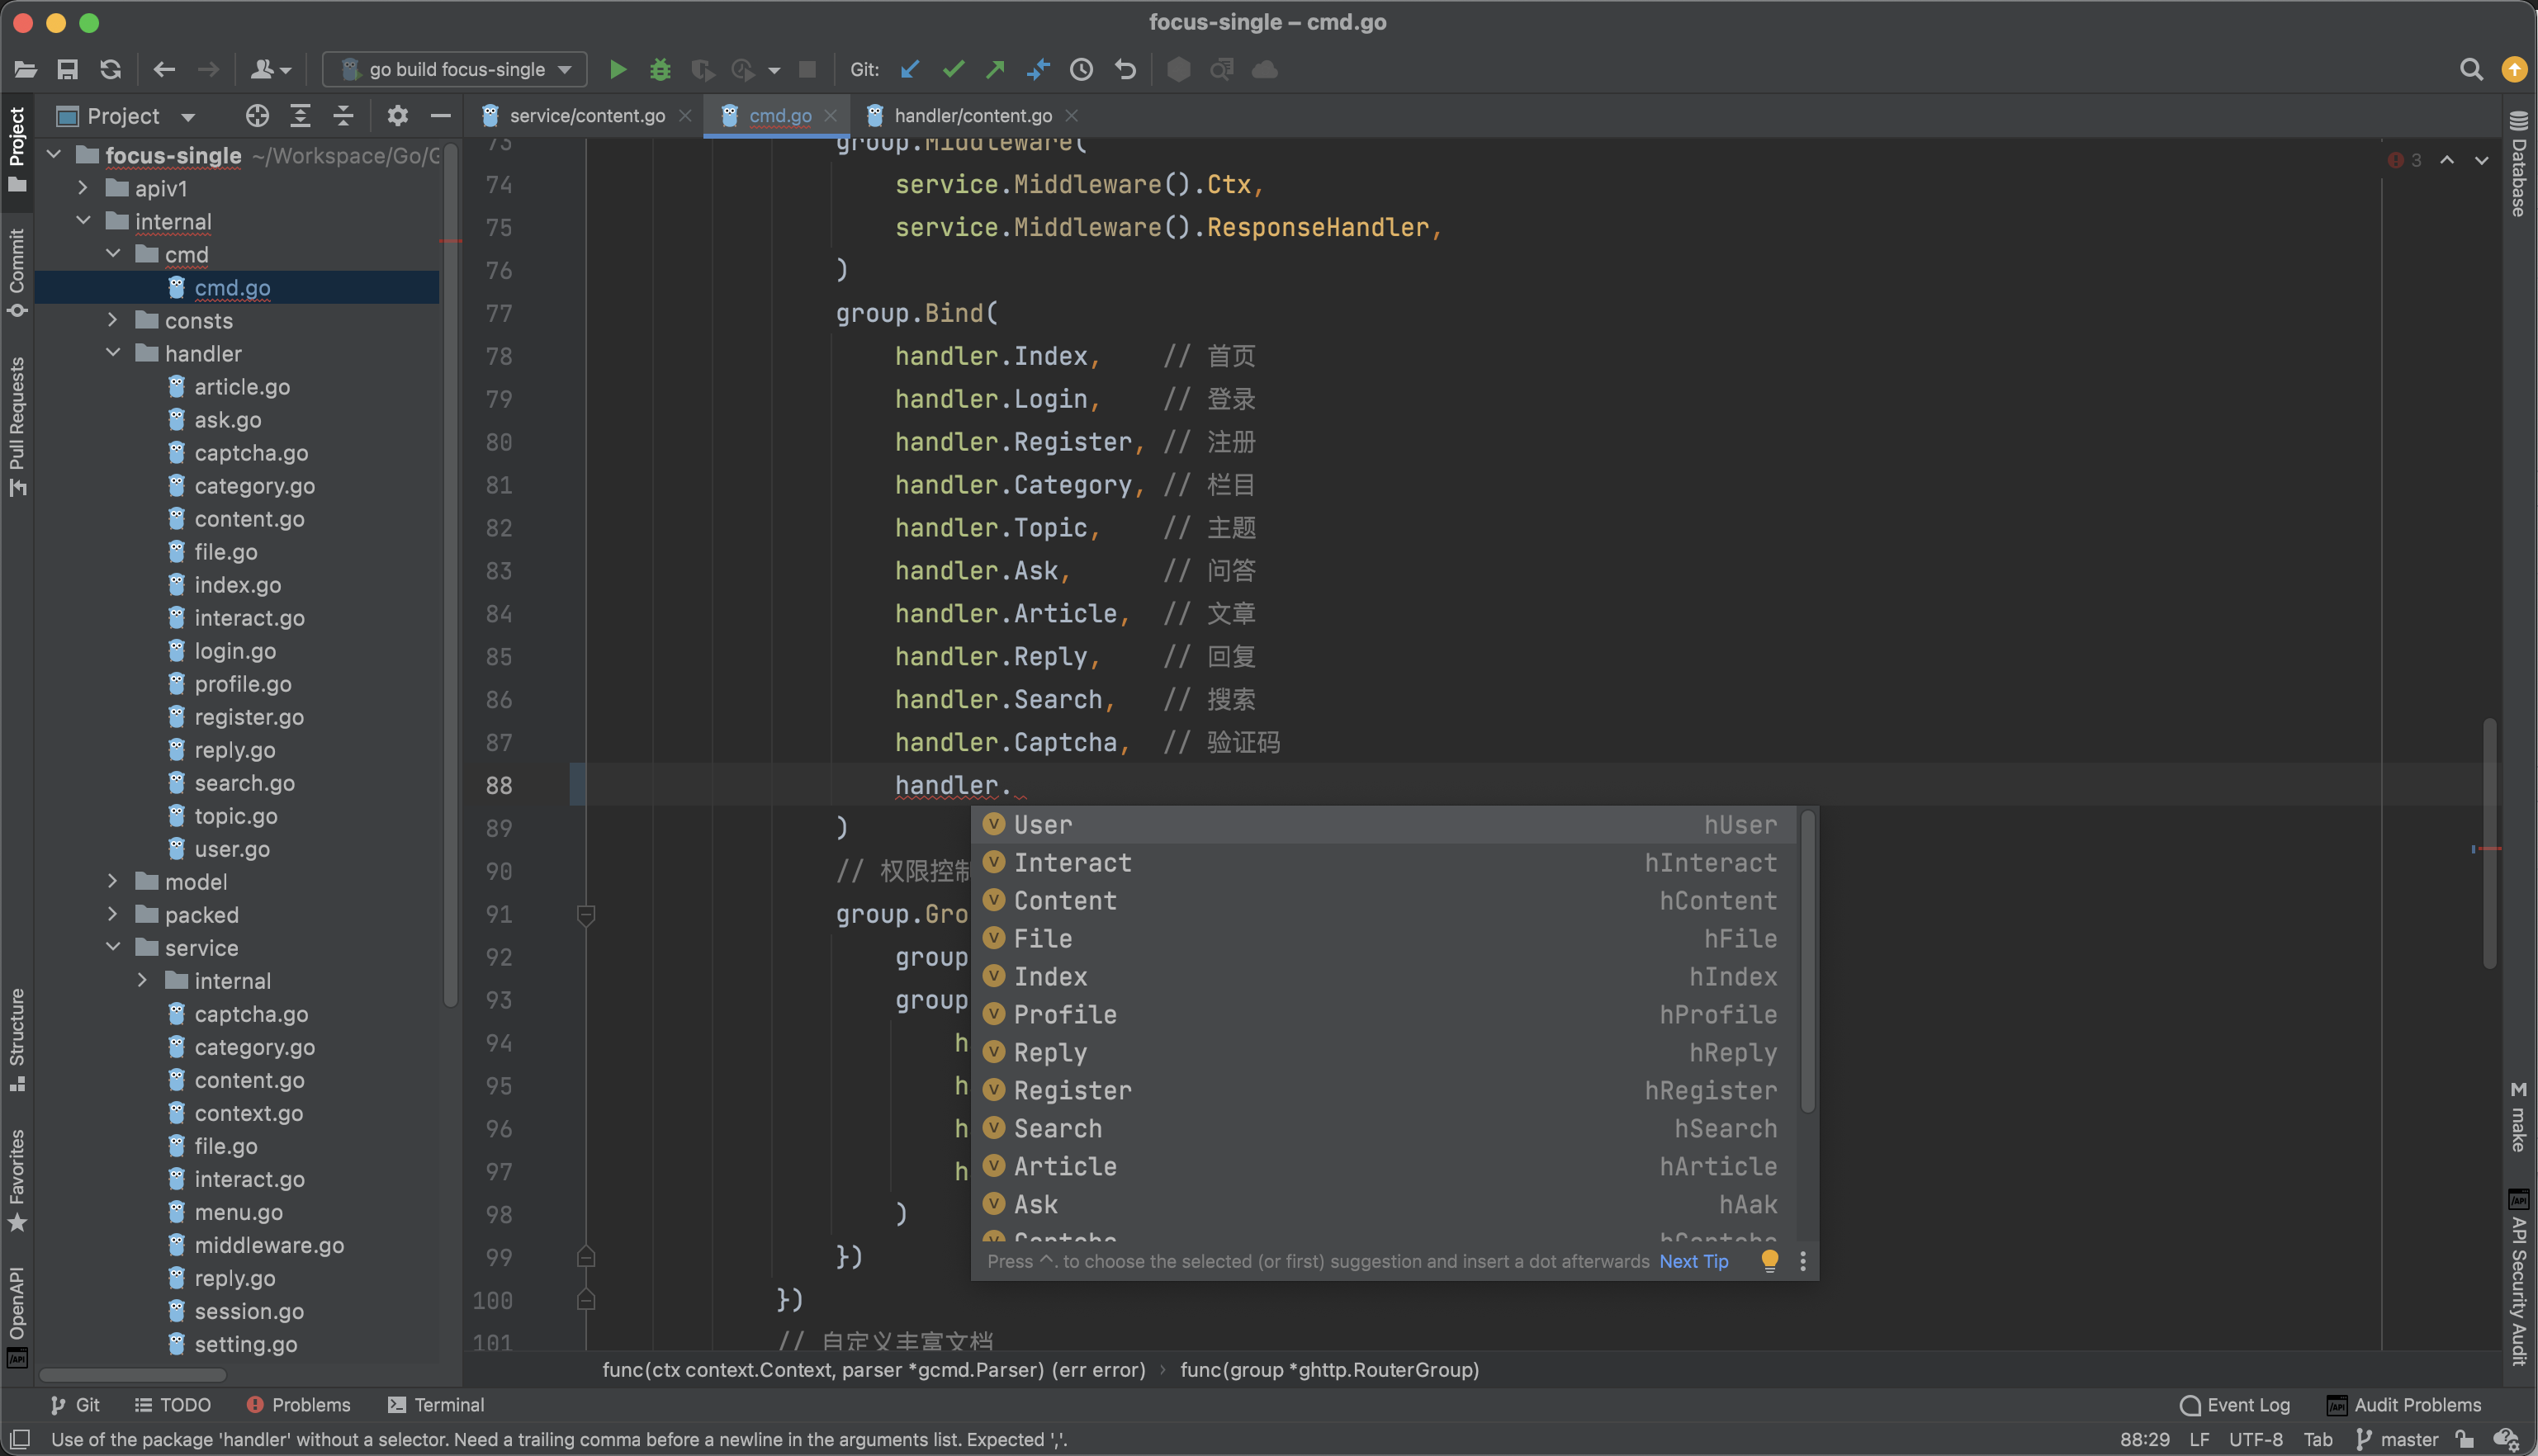 focus-single – cmd.go
go build focus-single
Git:
Project
service/content.go
cmd.go
handler/content.go
Project
Commit
Pull Requests
Structure
Favorites
OpenAPI
focus-single ~/Workspace/Go/G
apiv1
internal
cmd
cmd.go
consts
handler
article.go
ask.go
captcha.go
category.go
content.go
file.go
index.go
interact.go
login.go
profile.go
register.go
reply.go
search.go
topic.go
user.go
model
packed
service
internal
captcha.go
category.go
content.go
context.go
file.go
interact.go
menu.go
middleware.go
reply.go
session.go
setting.go
3
73 group.Middleware(
74 service.Middleware().Ctx,
75 service.Middleware().ResponseHandler,
76 )
77 group.Bind(
78 handler.Index, // 首页
79 handler.Login, // 登录
80 handler.Register, // 注册
81 handler.Category, // 栏目
82 handler.Topic, // 主题
83 handler.Ask, // 问答
84 handler.Article, // 文章
85 handler.Reply, // 回复
86 handler.Search, // 搜索
87 handler.Captcha, // 验证码
88 handler.
89 )
90 // 权限控制
91 group.Gro
92 group
93 group
94 h
95 h
96 h
97 h
98 )
99 })
100 })
101 // 自定义丰富文档
V User hUser
V Interact hInteract
V Content hContent
V File hFile
V Index hIndex
V Profile hProfile
V Reply hReply
V Register hRegister
V Search hSearch
V Article hArticle
V Ask hAak
V Captcha hCaptcha
Press ^. to choose the selected (or first) suggestion and insert a dot afterwards Next Tip
func(ctx context.Context, parser *gcmd.Parser) (err error) › func(group *ghttp.RouterGroup)
Database
M make
API API Security Audit
API
Git TODO Problems Terminal
Event Log API Audit Problems
Use of the package 'handler' without a selector. Need a trailing comma before a newline in the arguments list. Expected ','.
88:29 LF UTF-8 Tab master